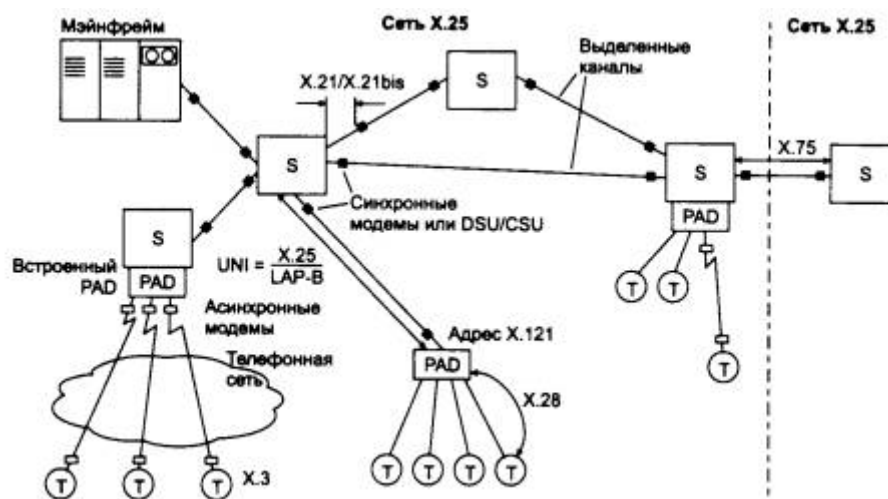 Мэйнфрейм
Сеть X.25
Сеть X.25
Выделенные
каналы
X.21/X.21bis
S
S
X.75
S
S
S
PAD
Синхронные
модемы или DSU/CSU
Встроенный
PAD
PAD
UNI = X.25
LAP-B
Асинхронные
модемы
Адрес X.121
PAD
Телефонная
сеть
X.28
X.3
T
T
T
T
T
T
T
T
T
T